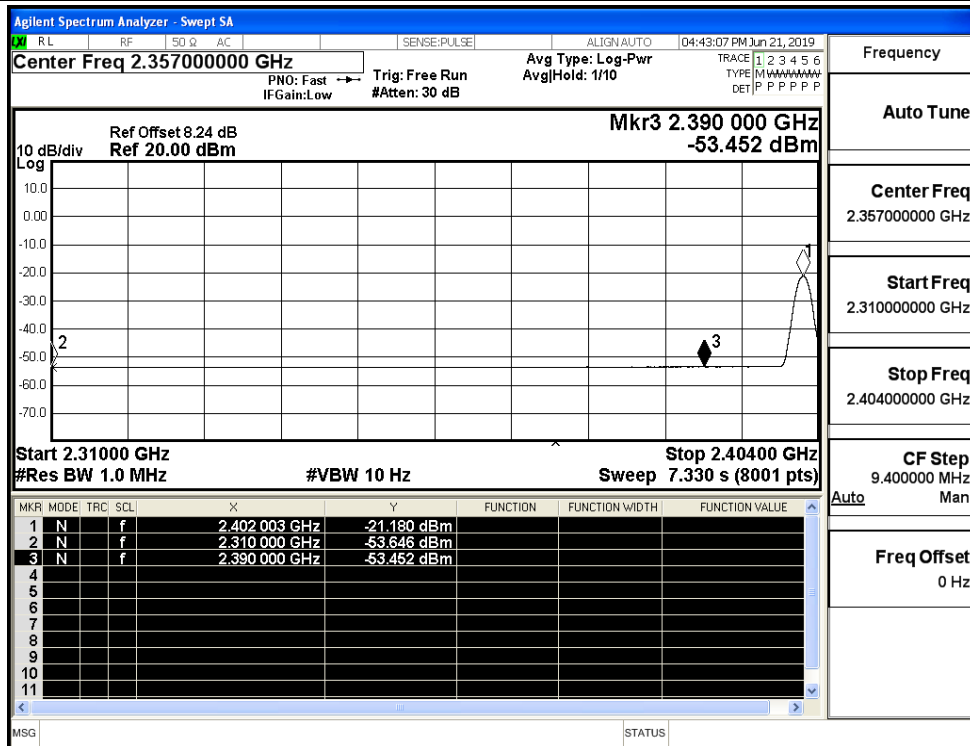 Agilent Spectrum Analyzer - Swept SA
LXI RL RF 50 Ω AC SENSE:PULSE ALIGN AUTO 04:43:07 PM Jun 21, 2019
Center Freq 2.357000000 GHz
PNO: Fast
IFGain:Low
Trig: Free Run
#Atten: 30 dB
Avg Type: Log-Pwr
Avg|Hold: 1/10
TRACE 1 2 3 4 5 6
TYPE M WWWWW
DET P P P P P P
Mkr3 2.390 000 GHz
-53.452 dBm
Ref Offset 8.24 dB
10 dB/div Ref 20.00 dBm
Log
10.0
0.00
-10.0
-20.0
-30.0
-40.0
-50.0
-60.0
-70.0
1
2
3
Start 2.31000 GHz Stop 2.40400 GHz
#Res BW 1.0 MHz #VBW 10 Hz Sweep 7.330 s (8001 pts)
MKR MODE TRC SCL X Y FUNCTION FUNCTION WIDTH FUNCTION VALUE
1 N f 2.402 003 GHz -21.180 dBm
2 N f 2.310 000 GHz -53.646 dBm
3 N f 2.390 000 GHz -53.452 dBm
4
5
6
7
8
9
10
11
MSG STATUS
Frequency
Auto Tune
Center Freq
2.357000000 GHz
Start Freq
2.310000000 GHz
Stop Freq
2.404000000 GHz
CF Step
9.400000 MHz
Auto Man
Freq Offset
0 Hz